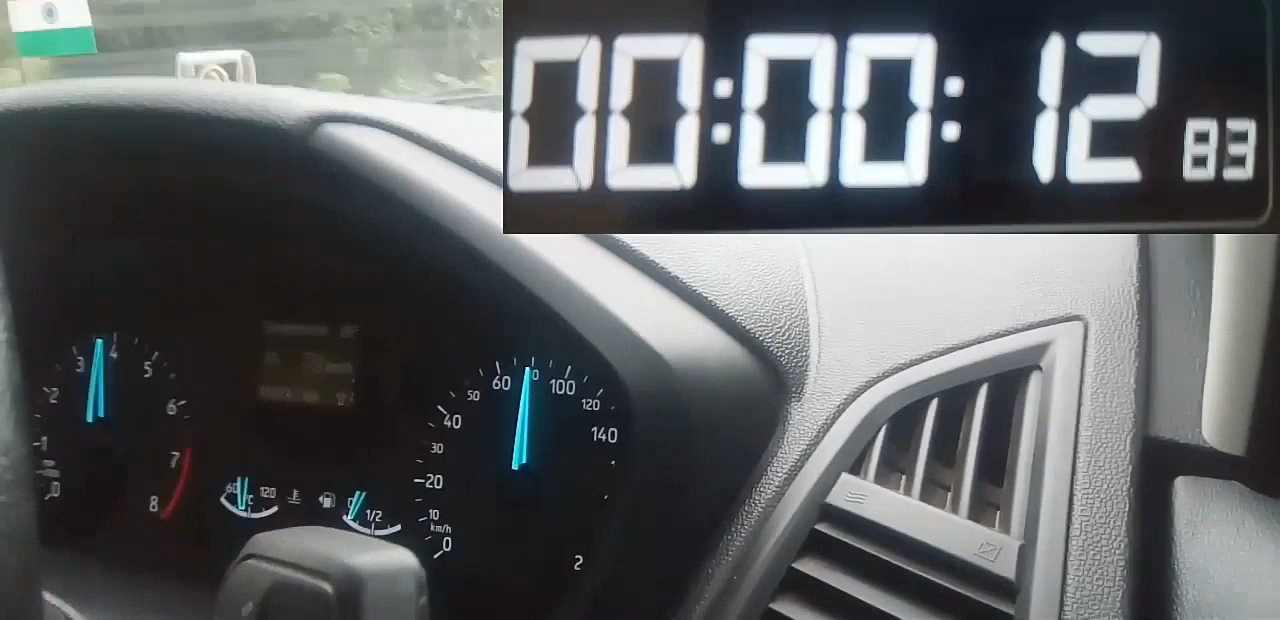 00:00:12 83
0 1 2 3 4 5 6 7 8
60 °C 120
0 1/2
0 10 20 30 40 50 60 100 120 140
km/h
2